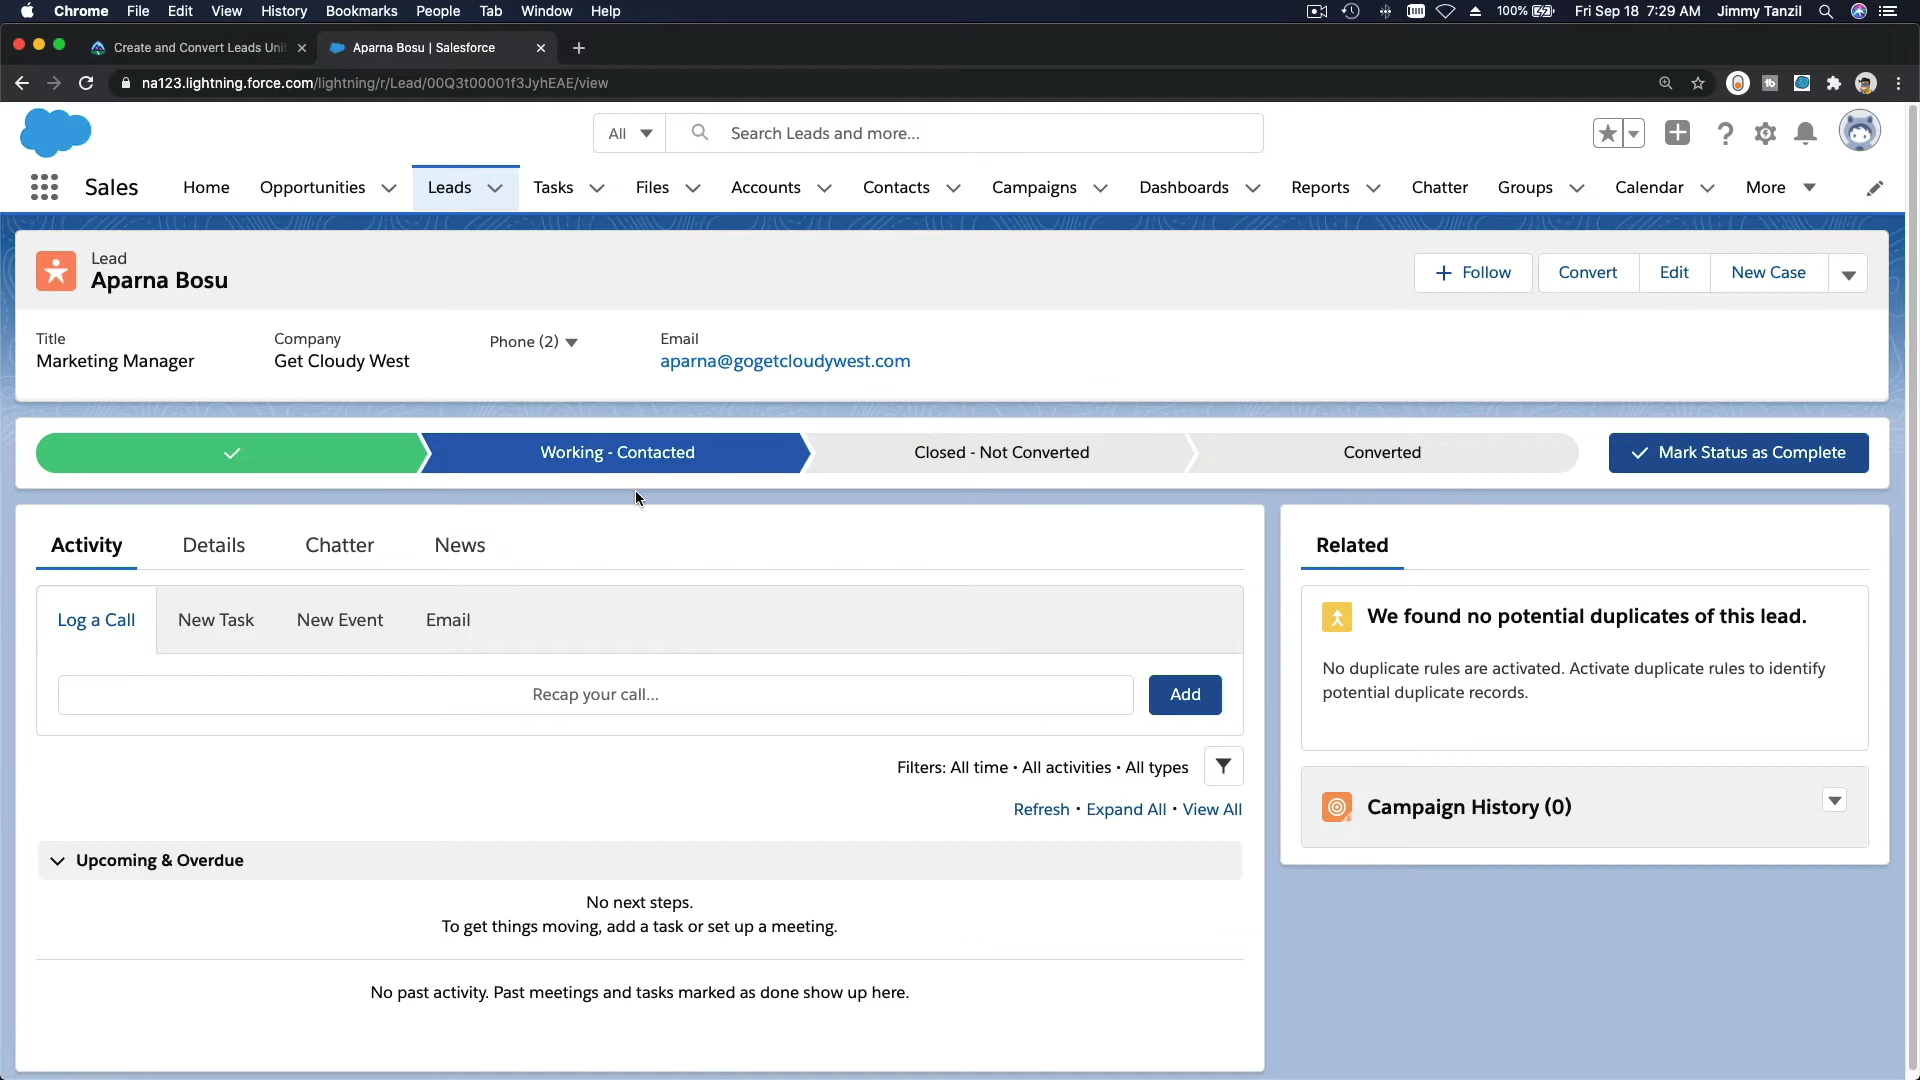 Chrome File Edit View History Bookmarks People Tab Window Help 100% Fri Sep 18 7:29 AM Jimmy Tanzil
Create and Convert Leads Unit Aparna Bosu | Salesforce
na123.lightning.force.com/lightning/r/Lead/00Q3t00001f3JyhEAE/view
All Search Leads and more...
Sales Home Opportunities Leads Tasks Files Accounts Contacts Campaigns Dashboards Reports Chatter Groups Calendar More
Lead
Aparna Bosu
+ Follow Convert Edit New Case
Title Company Phone (2) Email
Marketing Manager Get Cloudy West aparna@gogetcloudywest.com
Working - Contacted Closed - Not Converted Converted Mark Status as Complete
Activity Details Chatter News
Log a Call New Task New Event Email
Recap your call... Add
Filters: All time • All activities • All types
Refresh • Expand All • View All
Upcoming & Overdue
No next steps.
To get things moving, add a task or set up a meeting.
No past activity. Past meetings and tasks marked as done show up here.
Related
We found no potential duplicates of this lead.
No duplicate rules are activated. Activate duplicate rules to identify
potential duplicate records.
Campaign History (0)